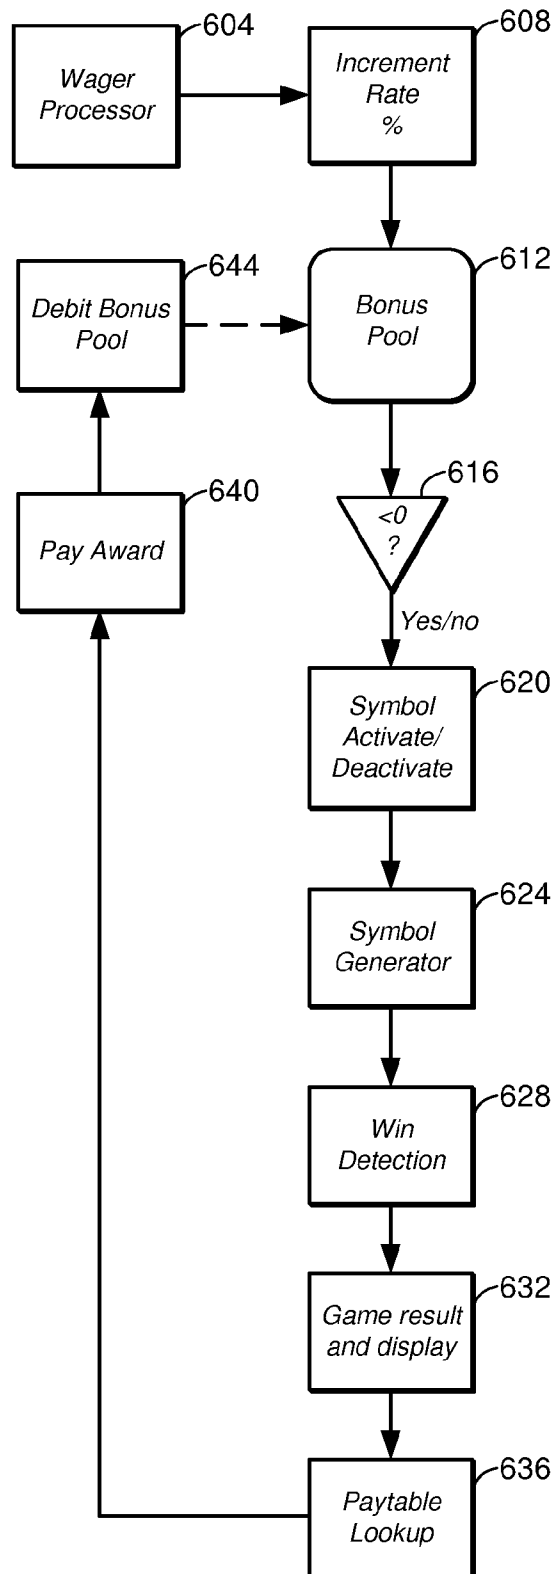 604
Wager
Processor
608
Increment
Rate
%
644
Debit Bonus
Pool
612
Bonus
Pool
616
<0
?
Yes/no
640
Pay Award
620
Symbol
Activate/
Deactivate
624
Symbol
Generator
628
Win
Detection
632
Game result
and display
636
Paytable
Lookup